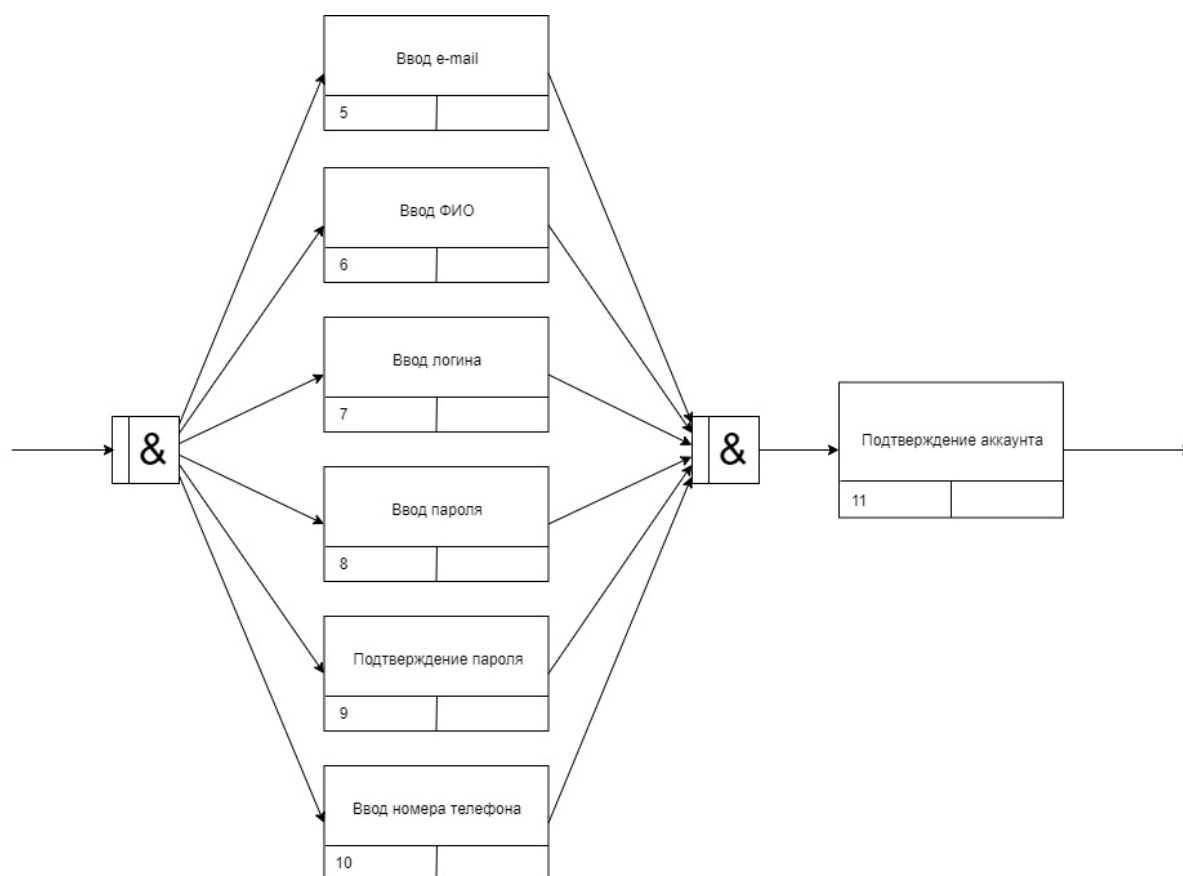 Ввод e-mail
5
Ввод ФИО
6
Ввод логина
7
&
Ввод пароля
8
Подтверждение пароля
9
Ввод номера телефона
10
&
Подтверждение аккаунта
11